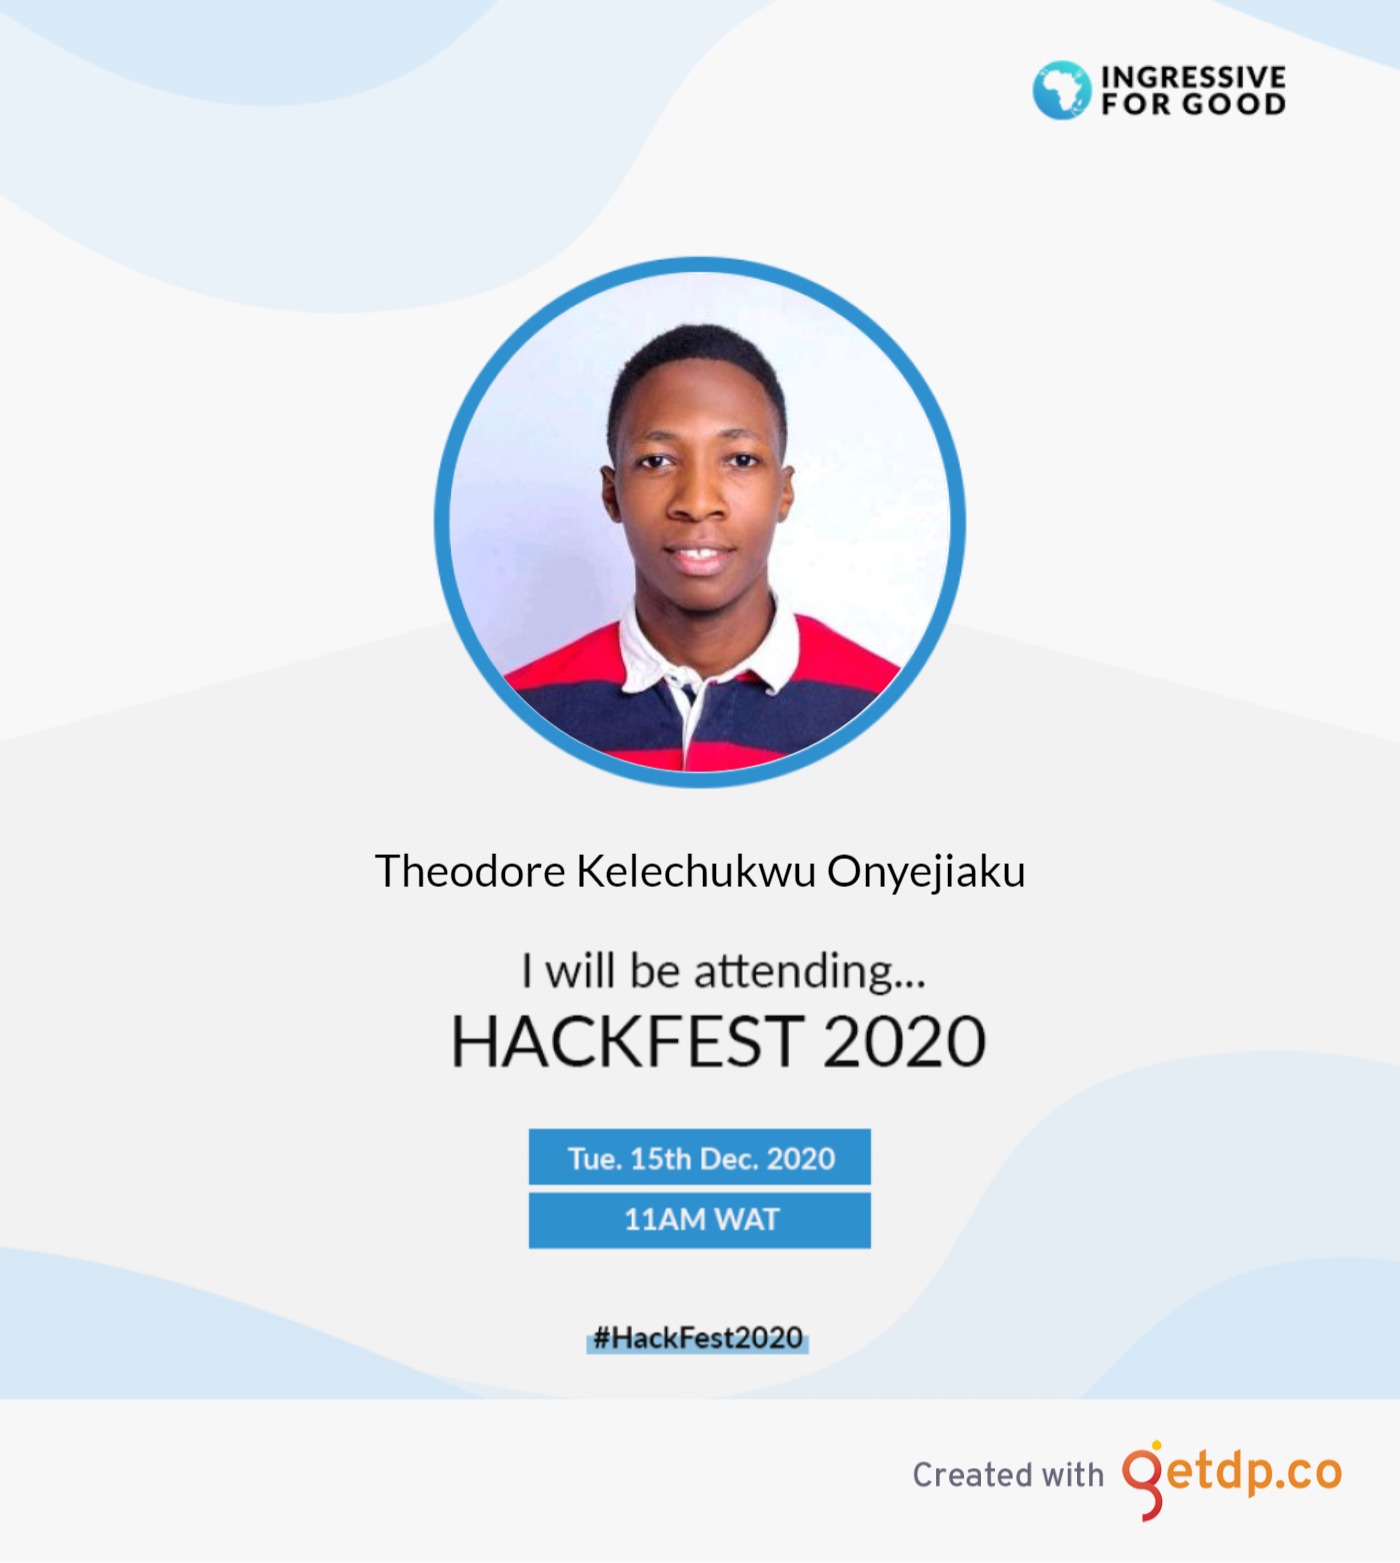 INGRESSIVE
FOR GOOD
Theodore Kelechukwu Onyejiaku
I will be attending...
HACKFEST 2020
Tue. 15th Dec. 2020
11AM WAT
#HackFest2020
Created with getdp.co